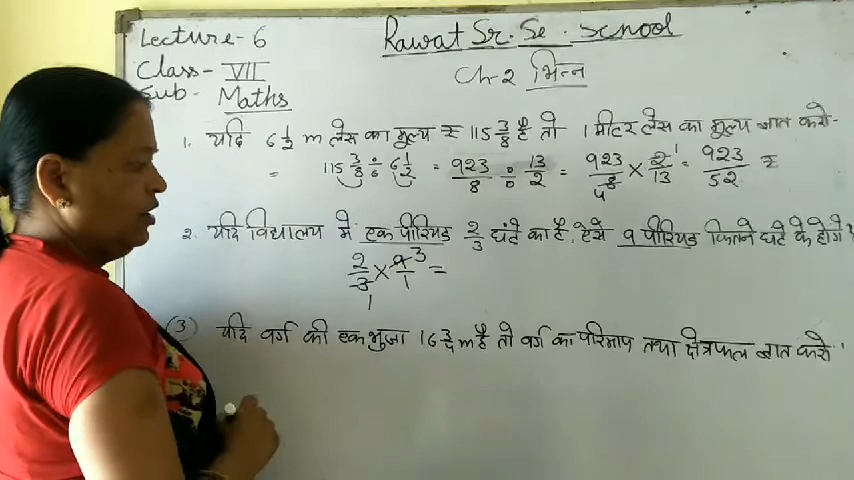 Lecture-6
Rawat Sr. Se. School
Class- VII
Ch-2 भिन्न
Sub- Maths
1. यदि 6 1/2 m लेस का मूल्य ₹ 115 3/8 है तो 1 मीटर लेस का मूल्य ज्ञात करो-
= 115 3/8 ÷ 6 1/2 = 923/8 ÷ 13/2 = 923/8 4 × 2/13 1 = 923/52 ₹
2. यदि विद्यालय में एक पीरियड 2/3 घंटे का है, ऐसे 9 पीरियड कितने घंटे के होंगे?
2/3 1 × 9/1 3 =
(3) यदि वर्ग की एक भुजा 16 m है तो वर्ग का परिमाप तथा क्षेत्रफल ज्ञात करो